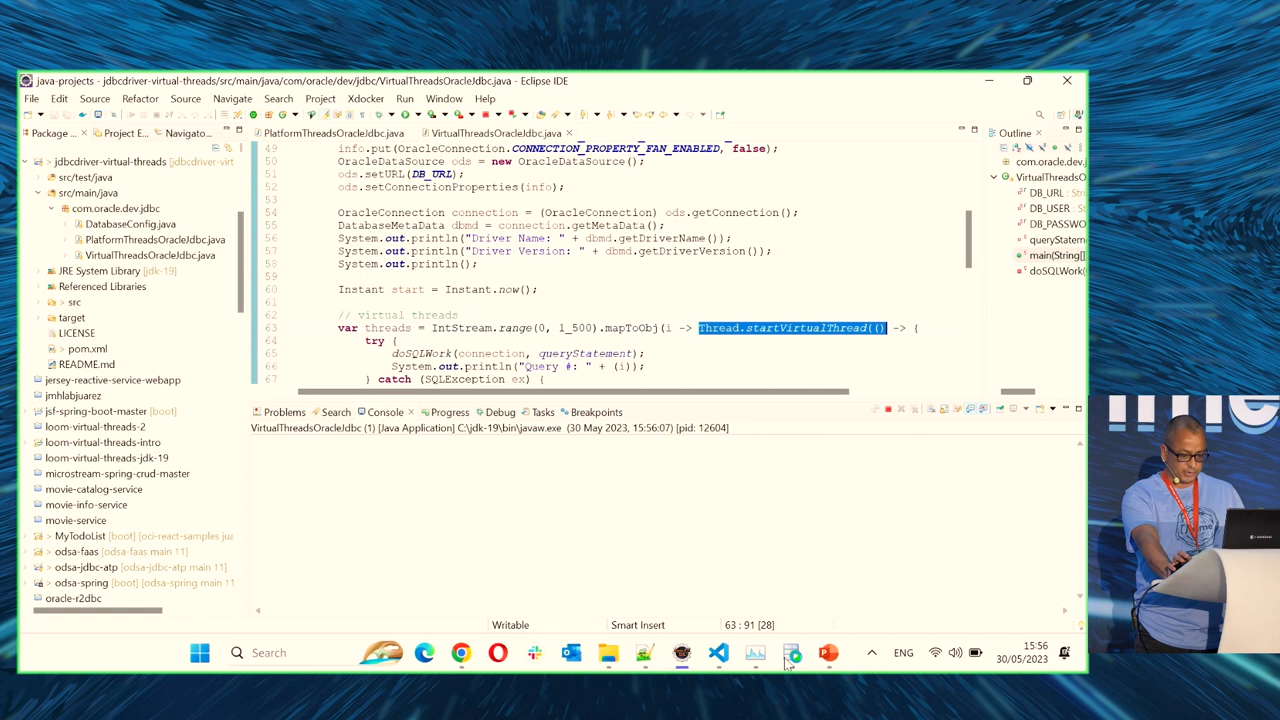 java-projects - jdbcdriver-virtual-threads/src/main/java/com/oracle/dev/jdbc/VirtualThreadsOracleJdbc.java - Eclipse IDE
File Edit Source Refactor Source Navigate Search Project Xdocker Run Window Help
Package ... Project E... Navigato...
PlatformThreadsOracleJdbc.java VirtualThreadsOracleJdbc.java
Outline
jdbcdriver-virtual-threads [jdbcdriver-virt
src/test/java
src/main/java
com.oracle.dev.jdbc
DatabaseConfig.java
PlatformThreadsOracleJdbc.java
VirtualThreadsOracleJdbc.java
JRE System Library [jdk-19]
Referenced Libraries
> src
target
LICENSE
> pom.xml
README.md
jersey-reactive-service-webapp
jmhlabjuarez
jsf-spring-boot-master [boot]
loom-virtual-threads-2
loom-virtual-threads-intro
loom-virtual-threads-jdk-19
microstream-spring-crud-master
movie-catalog-service
movie-info-service
movie-service
> MyTodoList [boot] [oci-react-samples jua
> odsa-faas [odsa-faas main 11]
> odsa-jdbc-atp [odsa-jdbc-atp main 11]
> odsa-spring [boot] [odsa-spring main 11
oracle-r2dbc
49 info.put(OracleConnection.CONNECTION_PROPERTY_FAN_ENABLED, false);
50 OracleDataSource ods = new OracleDataSource();
51 ods.setURL(DB_URL);
52 ods.setConnectionProperties(info);
53
54 OracleConnection connection = (OracleConnection) ods.getConnection();
55 DatabaseMetaData dbmd = connection.getMetaData();
56 System.out.println("Driver Name: " + dbmd.getDriverName());
57 System.out.println("Driver Version: " + dbmd.getDriverVersion());
58 System.out.println();
59
60 Instant start = Instant.now();
61
62 // virtual threads
63 var threads = IntStream.range(0, 1_500).mapToObj(i -> Thread.startVirtualThread(() -> {
64 try {
65 doSQLWork(connection, queryStatement);
66 System.out.println("Query #: " + (i));
67 } catch (SQLException ex) {
com.oracle.dev.j
VirtualThreadsO
DB_URL : Stri
DB_USER : St
DB_PASSWO
queryStatem
main(String[]
doSQLWork(
Problems Search Console Progress Debug Tasks Breakpoints
VirtualThreadsOracleJdbc (1) [Java Application] C:\jdk-19\bin\javaw.exe (30 May 2023, 15:56:07) [pid: 12604]
Writable Smart Insert 63 : 91 [28]
Search
ENG
15:56
30/05/2023